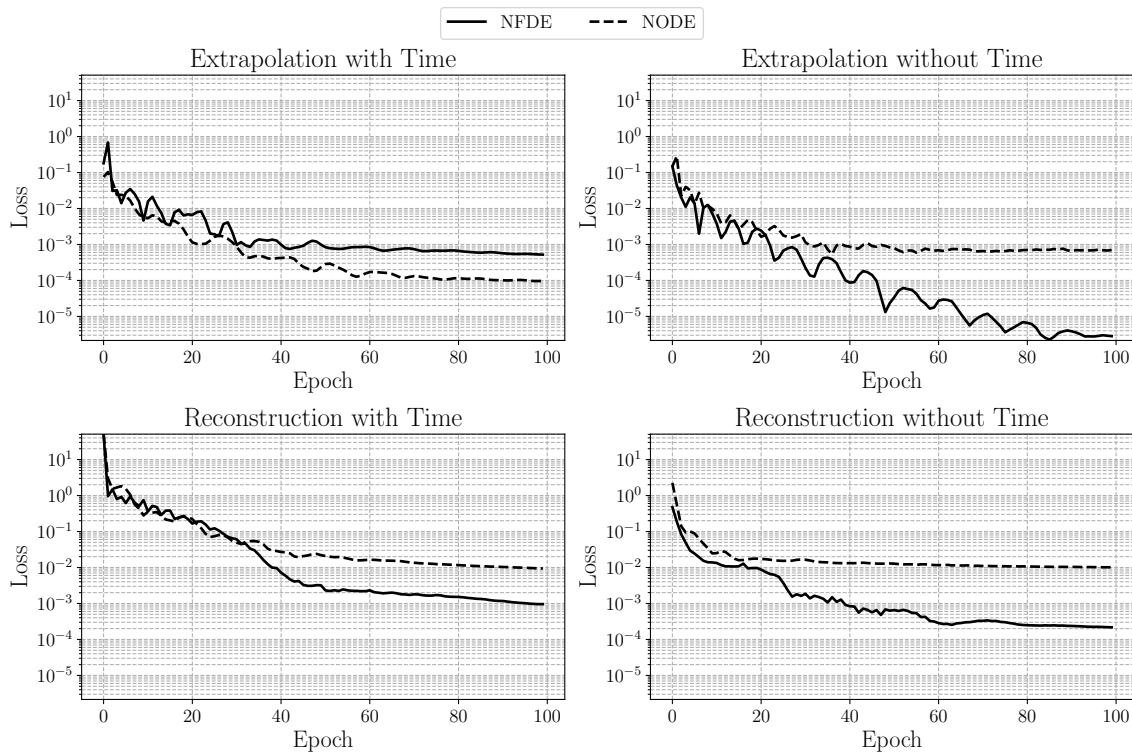 NFDE NODE
Extrapolation with Time
Extrapolation without Time
10^1
10^0
10^-1
10^-2
10^-3
10^-4
10^-5
Loss
0 20 40 60 80 100
Epoch
10^1
10^0
10^-1
10^-2
10^-3
10^-4
10^-5
Loss
0 20 40 60 80 100
Epoch
Reconstruction with Time
Reconstruction without Time
10^1
10^0
10^-1
10^-2
10^-3
10^-4
10^-5
Loss
0 20 40 60 80 100
Epoch
10^1
10^0
10^-1
10^-2
10^-3
10^-4
10^-5
Loss
0 20 40 60 80 100
Epoch